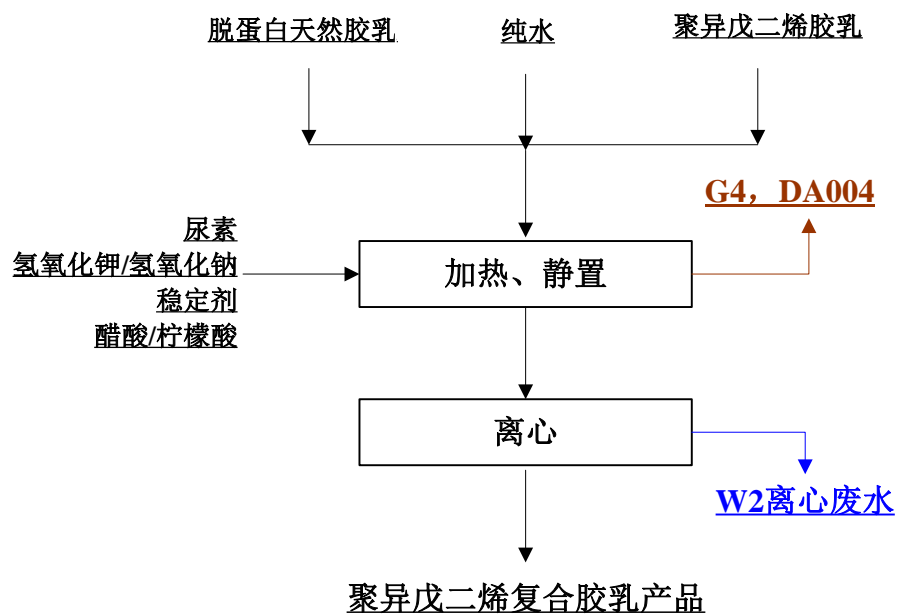 脱蛋白天然胶乳
纯水
聚异戊二烯胶乳
G4，DA004
尿素
氢氧化钾/氢氧化钠
稳定剂
醋酸/柠檬酸
加热、静置
离心
W2离心废水
聚异戊二烯复合胶乳产品